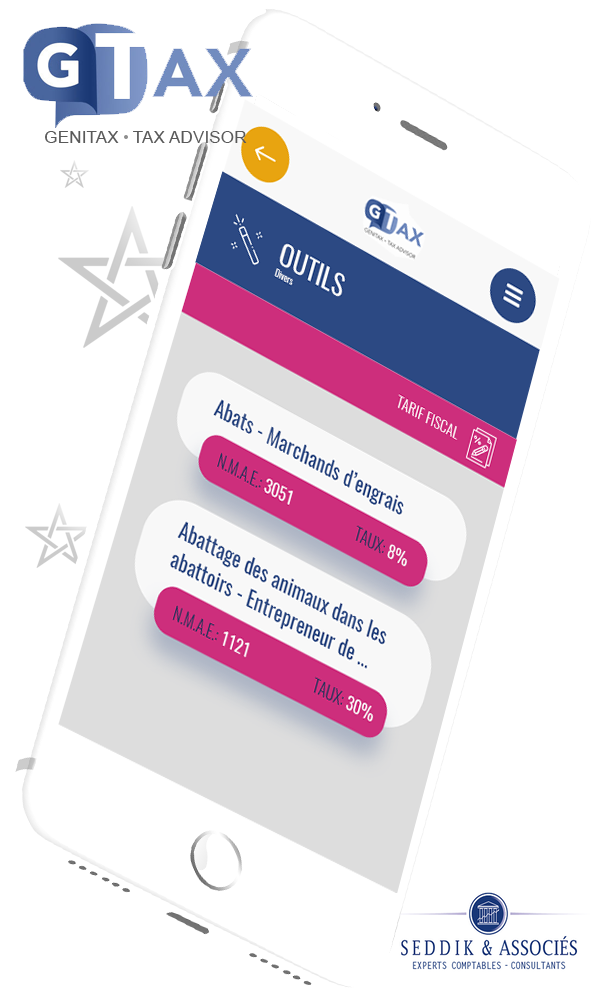 GTAX
GENITAX • TAX ADVISOR
GTAX
GENITAX • TAX ADVISOR
OUTILS
Divers
TARIF FISCAL
Abats - Marchands d’engrais
N.M.A.E.: 3051
TAUX: 8%
Abattage des animaux dans les
abattoirs - Entrepreneur de ...
N.M.A.E.: 1121
TAUX: 30%
SEDDIK & ASSOCIÉS
EXPERTS COMPTABLES - CONSULTANTS